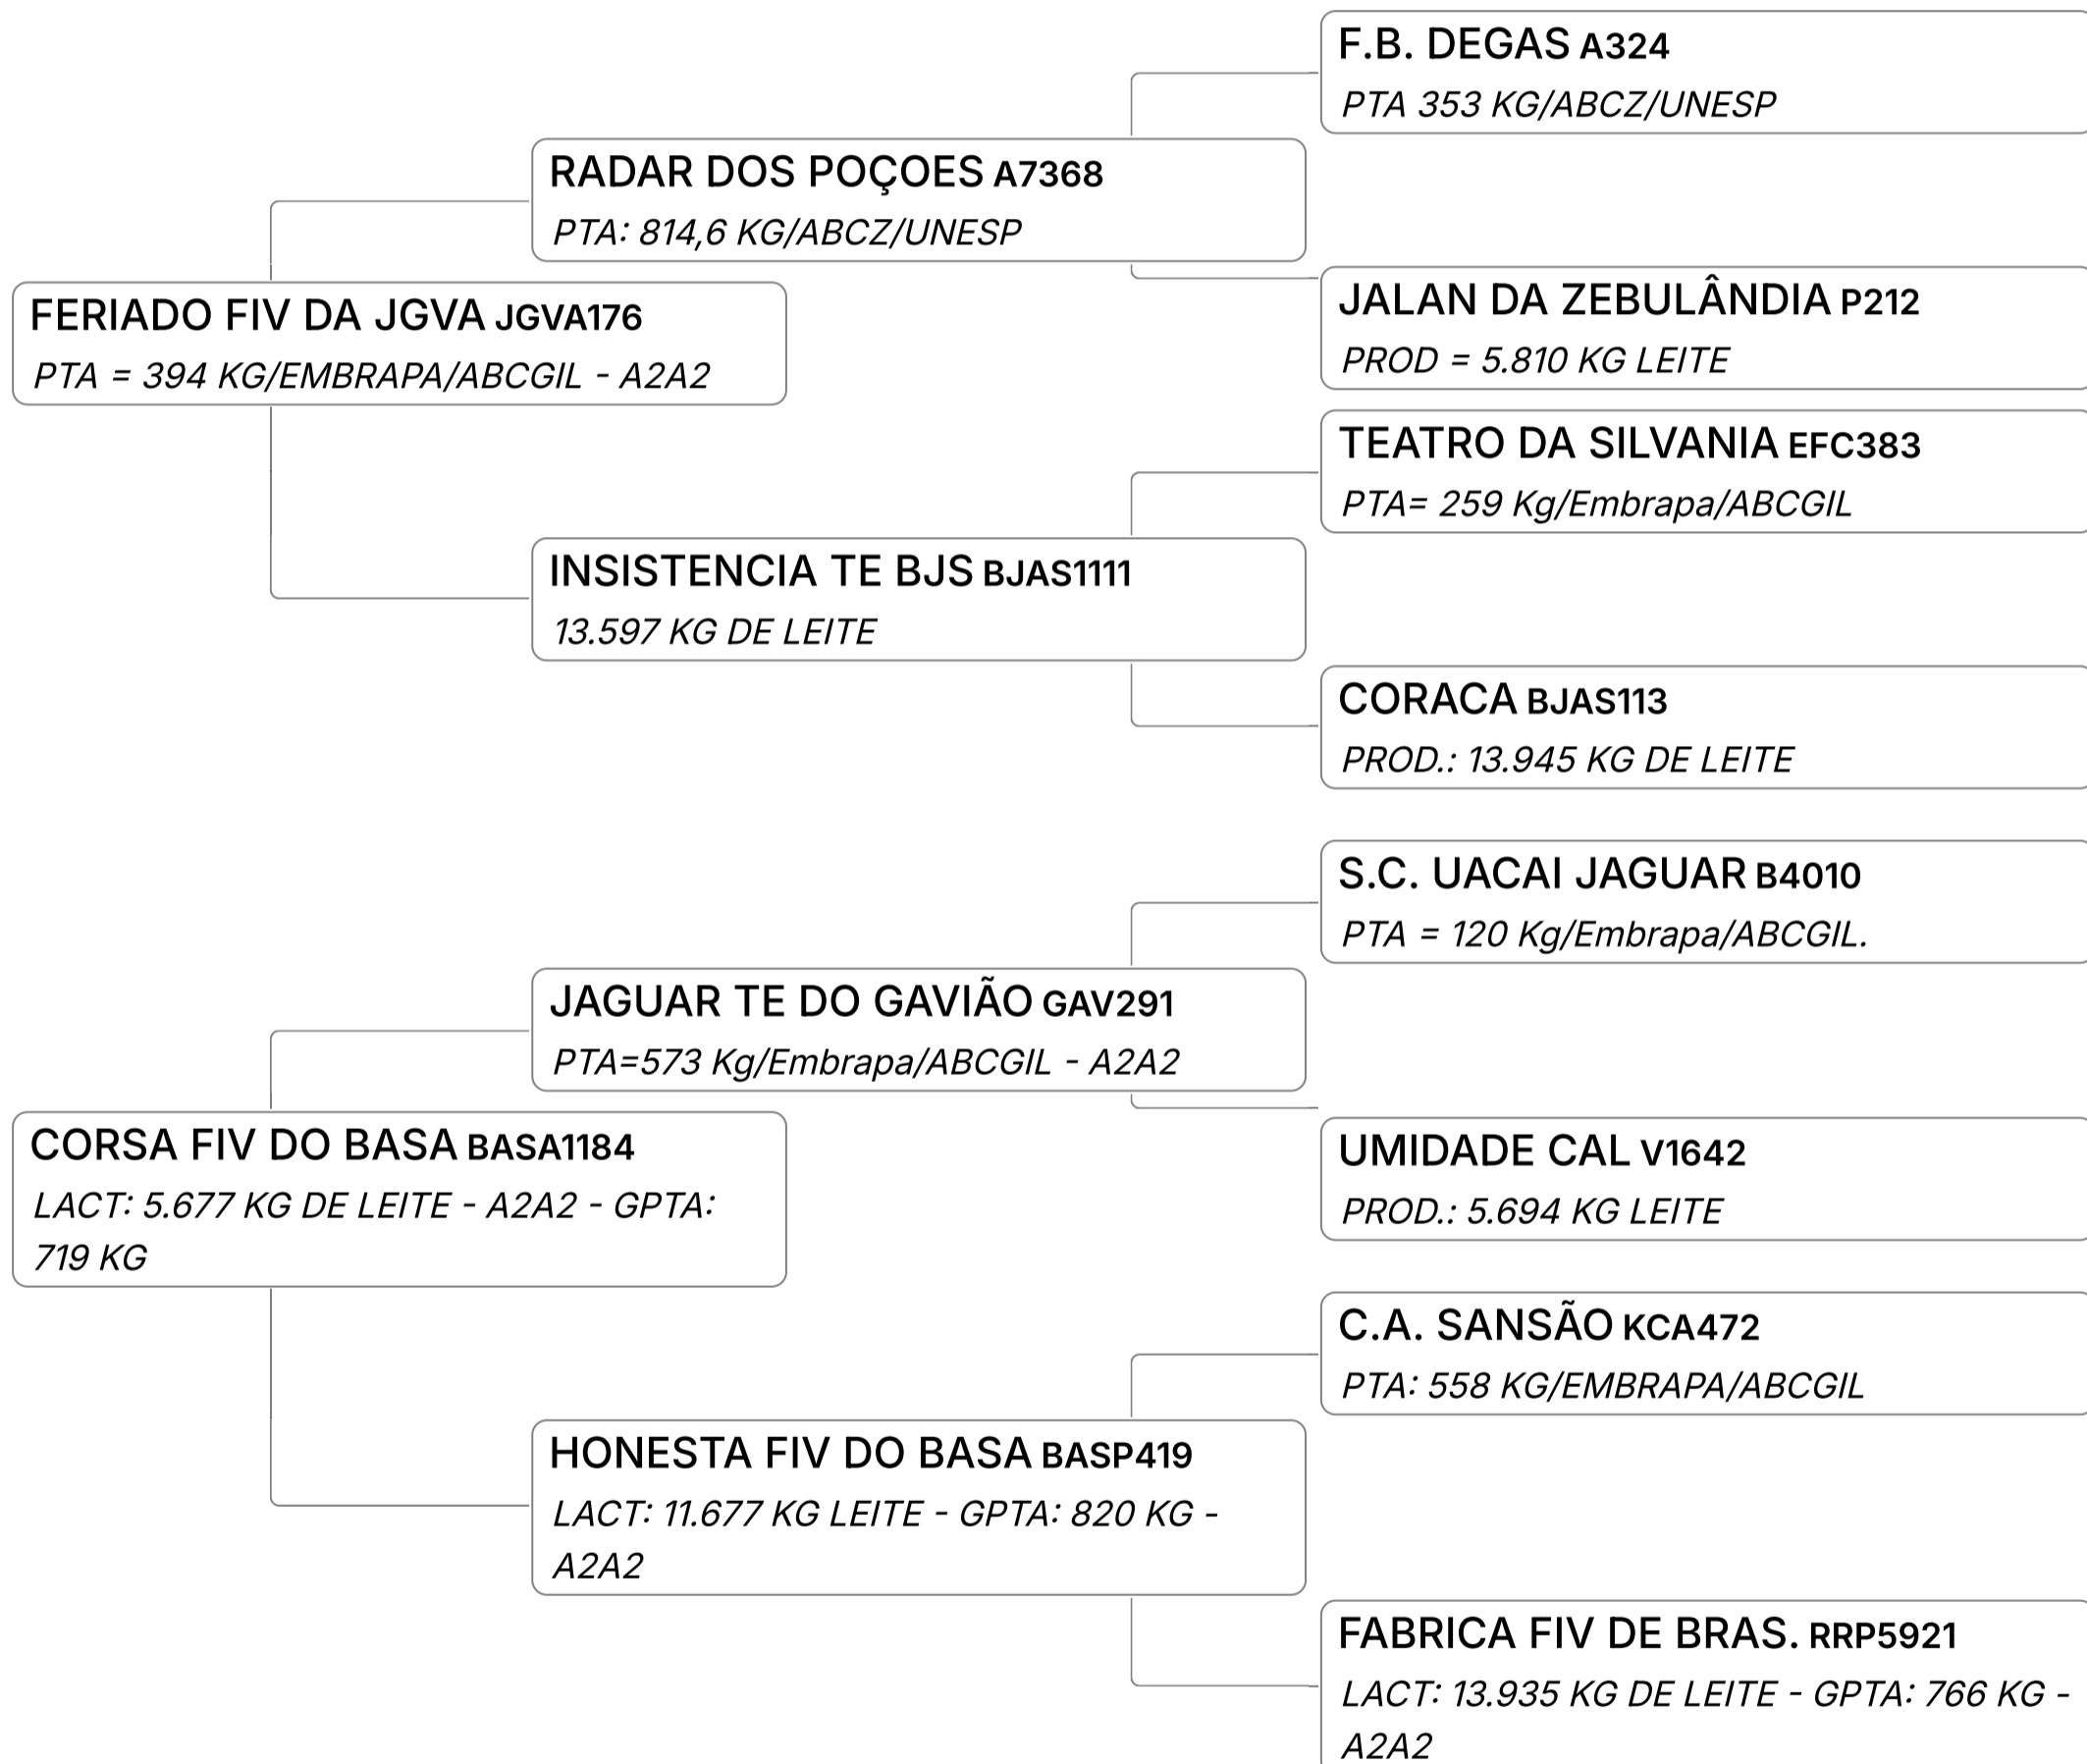 F.B. DEGAS A324
PTA 353 KG/ABCZ/UNESP
RADAR DOS POÇOES A7368
PTA: 814,6 KG/ABCZ/UNESP
JALAN DA ZEBULÂNDIA P212
PROD = 5.810 KG LEITE
FERIADO FIV DA JGVA JGVA176
PTA = 394 KG/EMBRAPA/ABCGIL - A2A2
TEATRO DA SILVANIA EFC383
PTA= 259 Kg/Embrapa/ABCGIL
INSISTENCIA TE BJS BJAS1111
13.597 KG DE LEITE
CORACA BJAS113
PROD.: 13.945 KG DE LEITE
S.C. UACAI JAGUAR B4010
PTA = 120 Kg/Embrapa/ABCGIL.
JAGUAR TE DO GAVIÃO GAV291
PTA=573 Kg/Embrapa/ABCGIL - A2A2
UMIDADE CAL V1642
PROD.: 5.694 KG LEITE
CORSA FIV DO BASA BASA1184
LACT: 5.677 KG DE LEITE - A2A2 - GPTA:
719 KG
C.A. SANSÃO KCA472
PTA: 558 KG/EMBRAPA/ABCGIL
HONESTA FIV DO BASA BASP419
LACT: 11.677 KG LEITE - GPTA: 820 KG -
A2A2
FABRICA FIV DE BRAS. RRP5921
LACT: 13.935 KG DE LEITE - GPTA: 766 KG -
A2A2